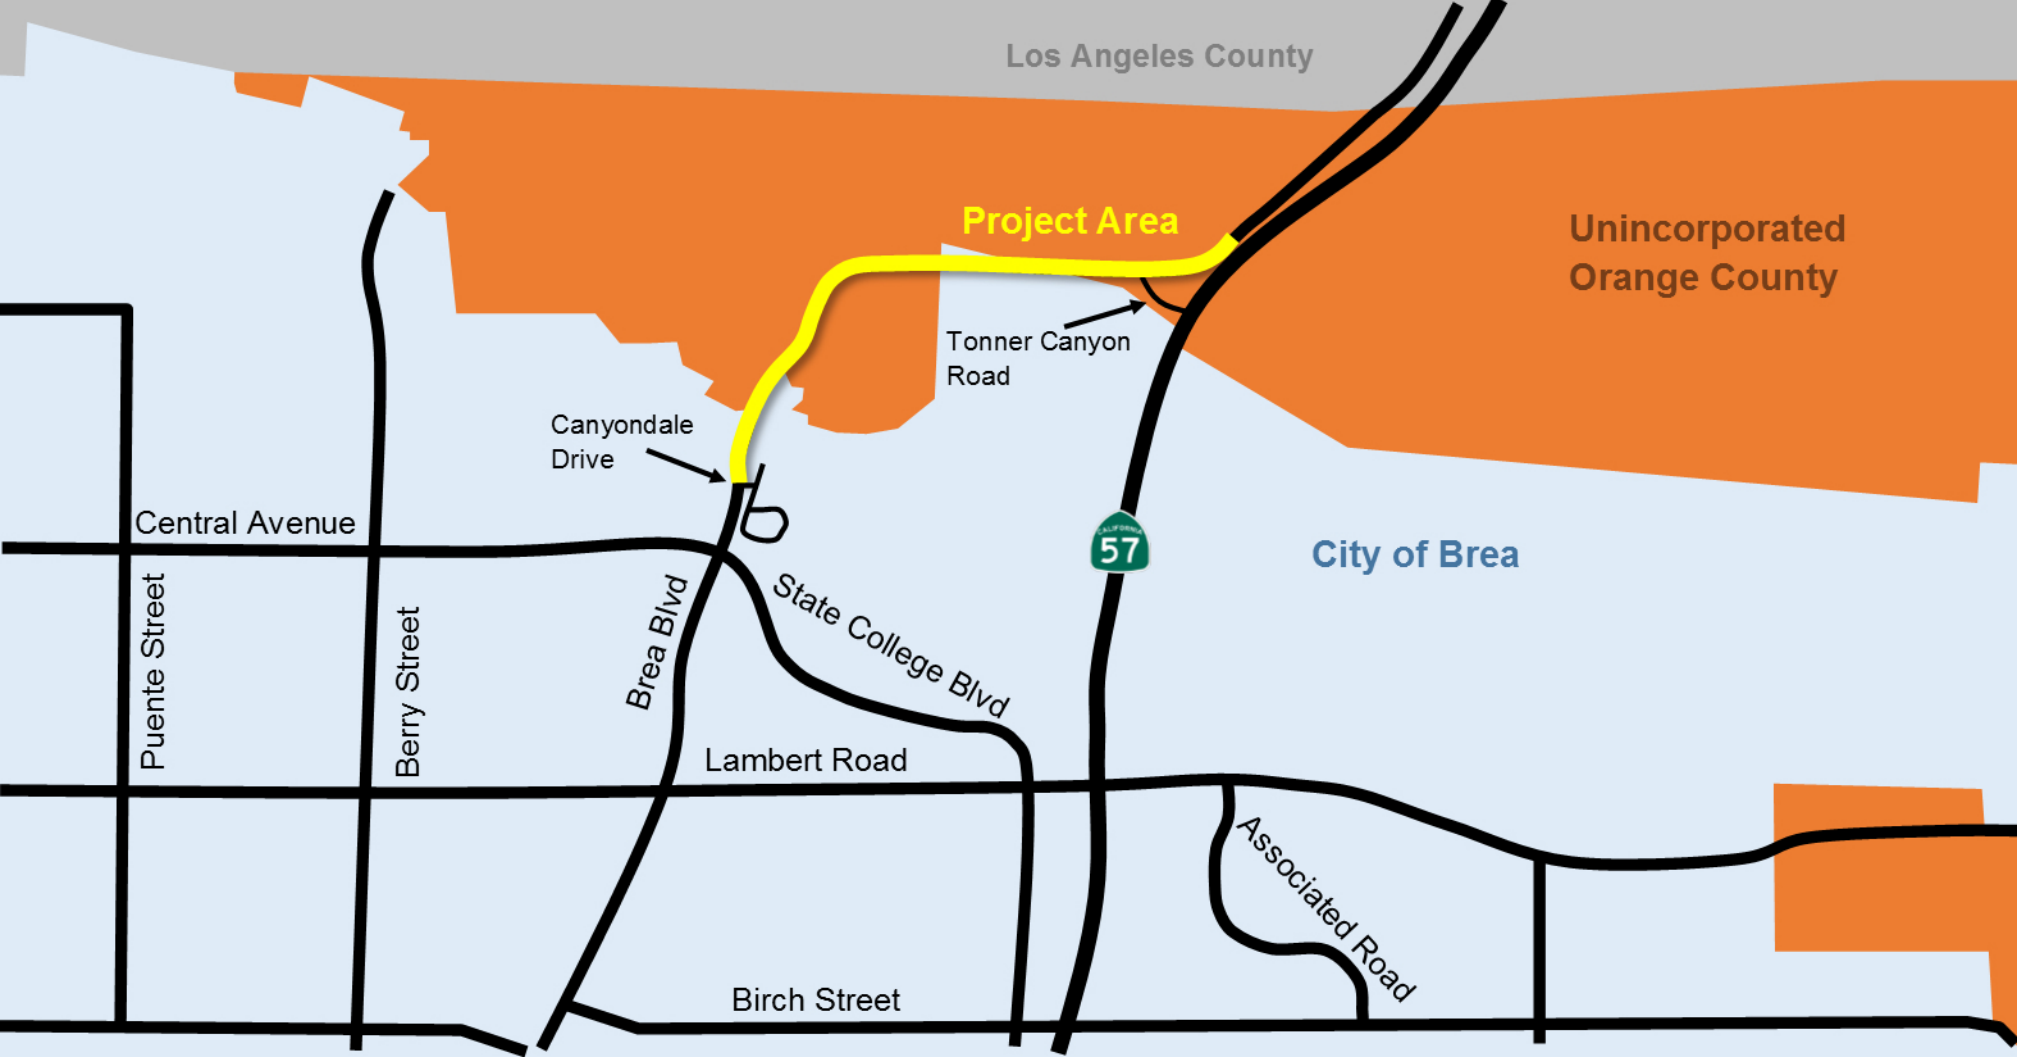 Los Angeles County
Project Area
Unincorporated
Orange County
Tonner Canyon
Road
Canyondale
Drive
Central Avenue
CALIFORNIA
57
City of Brea
Puente Street
Berry Street
Brea Blvd
State College Blvd
Lambert Road
Associated Road
Birch Street